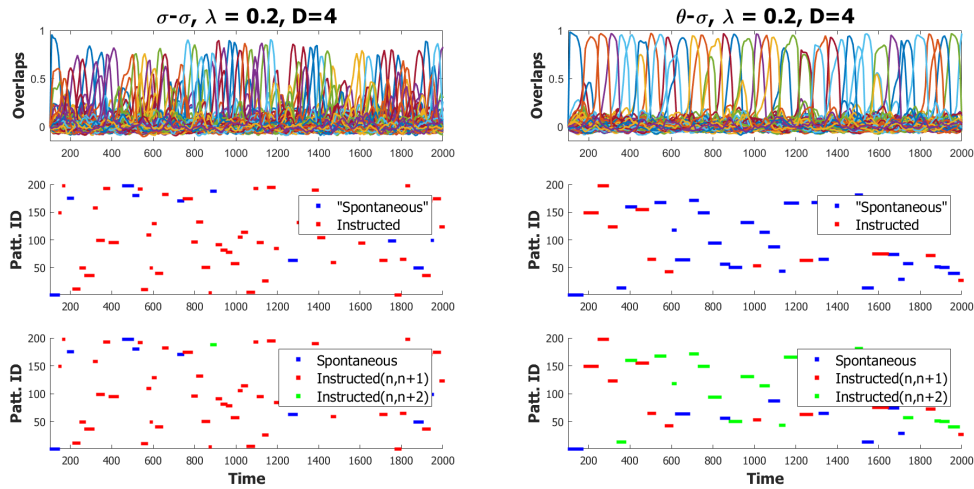 σ-σ, λ = 0.2, D=4
Overlaps
1
0.5
0
200 400 600 800 1000 1200 1400 1600 1800 2000
Patt. ID
200
150
100
50
"Spontaneous"
Instructed
200 400 600 800 1000 1200 1400 1600 1800 2000
Patt. ID
200
150
100
50
Spontaneous
Instructed(n,n+1)
Instructed(n,n+2)
200 400 600 800 1000 1200 1400 1600 1800 2000
Time
θ-σ, λ = 0.2, D=4
Overlaps
1
0.5
0
200 400 600 800 1000 1200 1400 1600 1800 2000
Patt. ID
200
150
100
50
"Spontaneous"
Instructed
200 400 600 800 1000 1200 1400 1600 1800 2000
Patt. ID
200
150
100
50
Spontaneous
Instructed(n,n+1)
Instructed(n,n+2)
200 400 600 800 1000 1200 1400 1600 1800 2000
Time